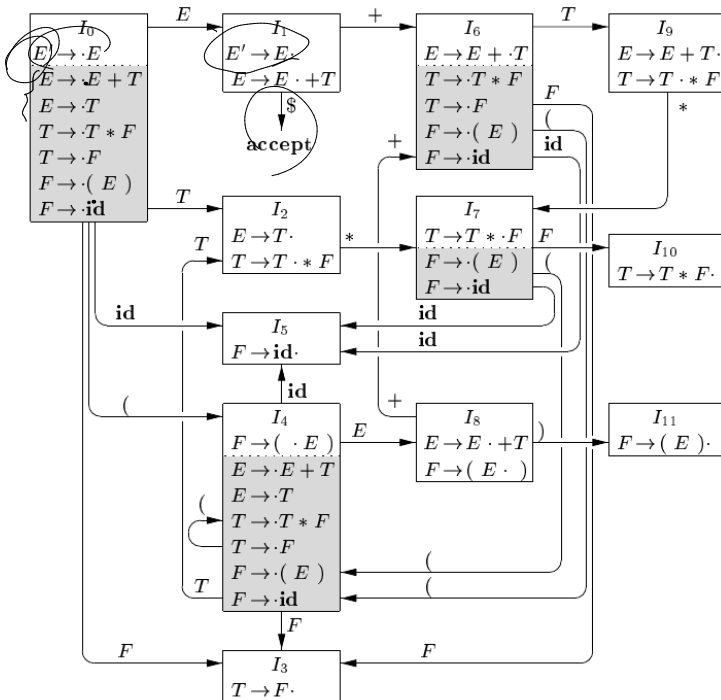 I₀
E' → ·E
E → ·E + T
E → ·T
T → ·T * F
T → ·F
F → ·( E )
F → ·id
E
I₁
E' → E·
E → E · +T
$
accept
+
I₆
E → E + ·T
T → ·T * F
T → ·F
F → ·( E )
F → ·id
T
I₉
E → E + T·
T → T · * F
*
F
(
id
+
T
I₂
E → T·
T → T · * F
*
T
I₇
T → T * ·F
F → ·( E )
F → ·id
F
(
I₁₀
T → T * F·
id
I₅
F → id·
id
id
id
(
I₄
F → ( · E )
E → ·E + T
E → ·T
T → ·T * F
T → ·F
F → ·( E )
F → ·id
(
E
+
I₈
E → E · +T
F → ( E · )
)
I₁₁
F → ( E )·
(
T
(
F
F
I₃
T → F·
F